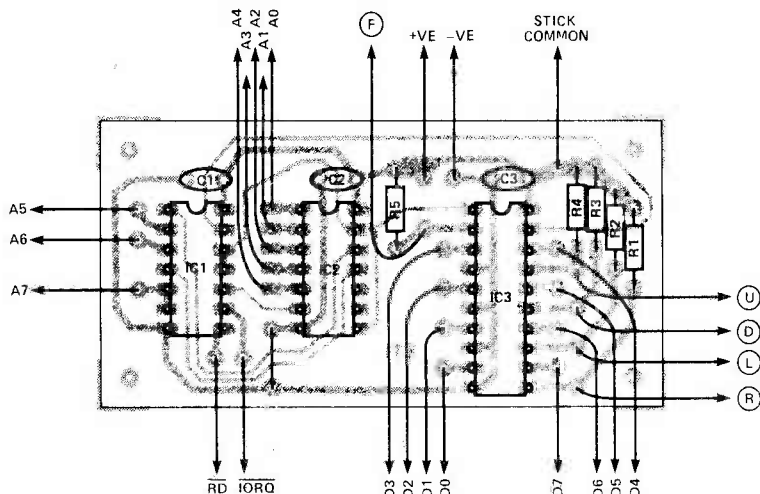 A4
A3
A2
A1
A0
F
+VE
–VE
STICK
COMMON
C1
C2
C3
A5
A6
A7
IC1
IC2
IC3
R5
R4
R3
R2
R1
U
D
L
R
RD
IORQ
D3
D2
D1
D0
D7
D6
D5
D4